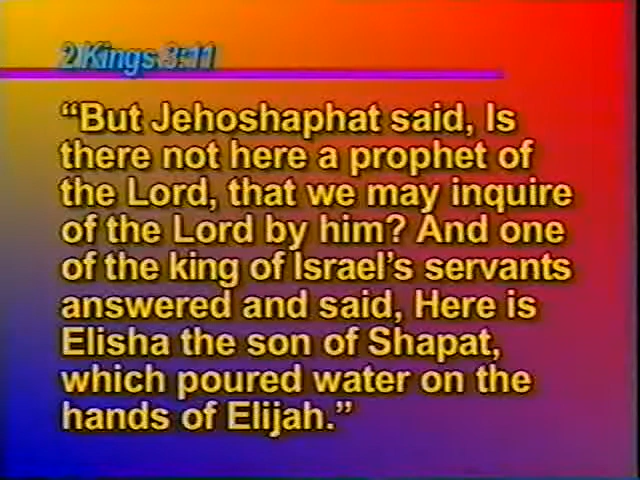 2 Kings 3:11
“But Jehoshaphat said, Is
there not here a prophet of
the Lord, that we may inquire
of the Lord by him? And one
of the king of Israel’s servants
answered and said, Here is
Elisha the son of Shapat,
which poured water on the
hands of Elijah.”